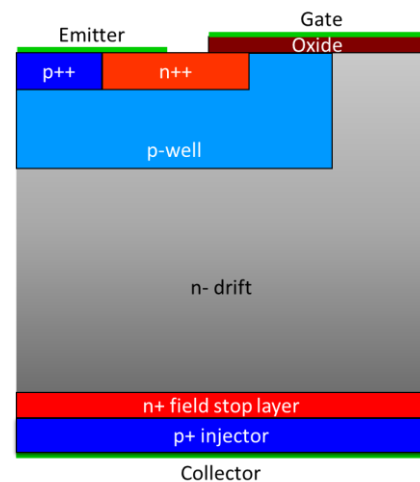 Gate
Emitter
Oxide
p++
n++
p-well
n- drift
n+ field stop layer
p+ injector
Collector